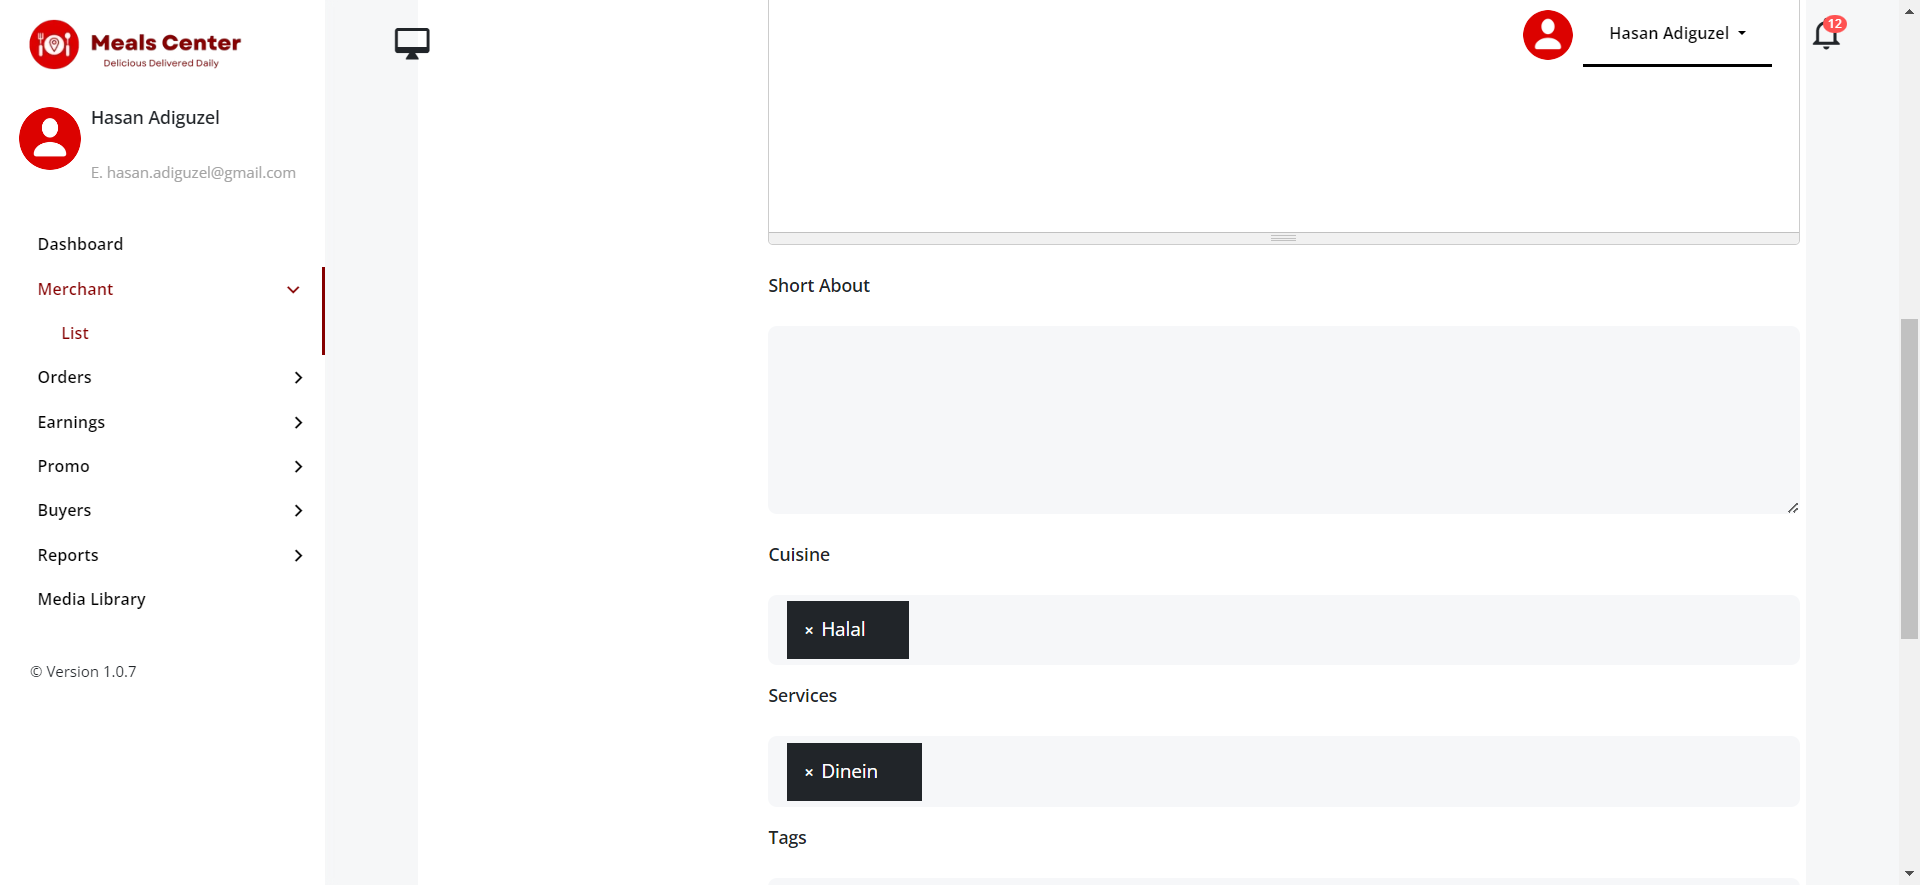 Meals Center
Delicious Delivered Daily
Hasan Adiguzel
E. hasan.adiguzel@gmail.com
Dashboard
Merchant
List
Orders
Earnings
Promo
Buyers
Reports
Media Library
© Version 1.0.7
Hasan Adiguzel
12
Short About
Cuisine
× Halal
Services
× Dinein
Tags